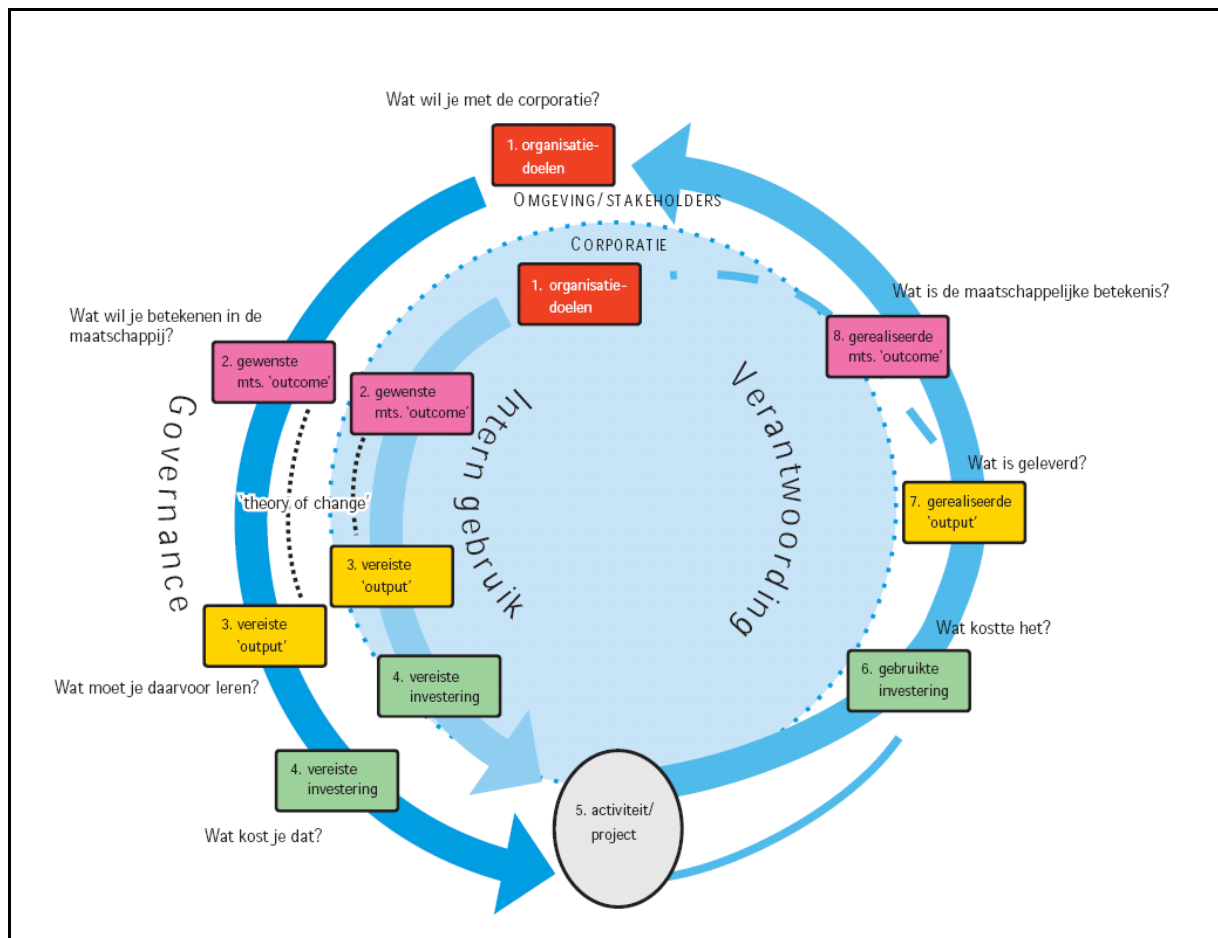 Wat wil je met de corporatie?
1. organisatie-
doelen
OMGEVING/STAKEHOLDERS
CORPORATIE
1. organisatie-
doelen
Wat is de maatschappelijke betekenis?
Wat wil je betekenen in de
maatschappij?
8. gerealiseerde
mts. 'outcome'
2. gewenste
mts. 'outcome'
2. gewenste
mts. 'outcome'
Governance
Intern gebruik
Verantwoording
Wat is geleverd?
'theory of change'
7. gerealiseerde
'output'
3. vereiste
'output'
3. vereiste
'output'
Wat kostte het?
Wat moet je daarvoor leren?
4. vereiste
investering
6. gebruikte
investering
4. vereiste
investering
Wat kost je dat?
5. activiteit/
project